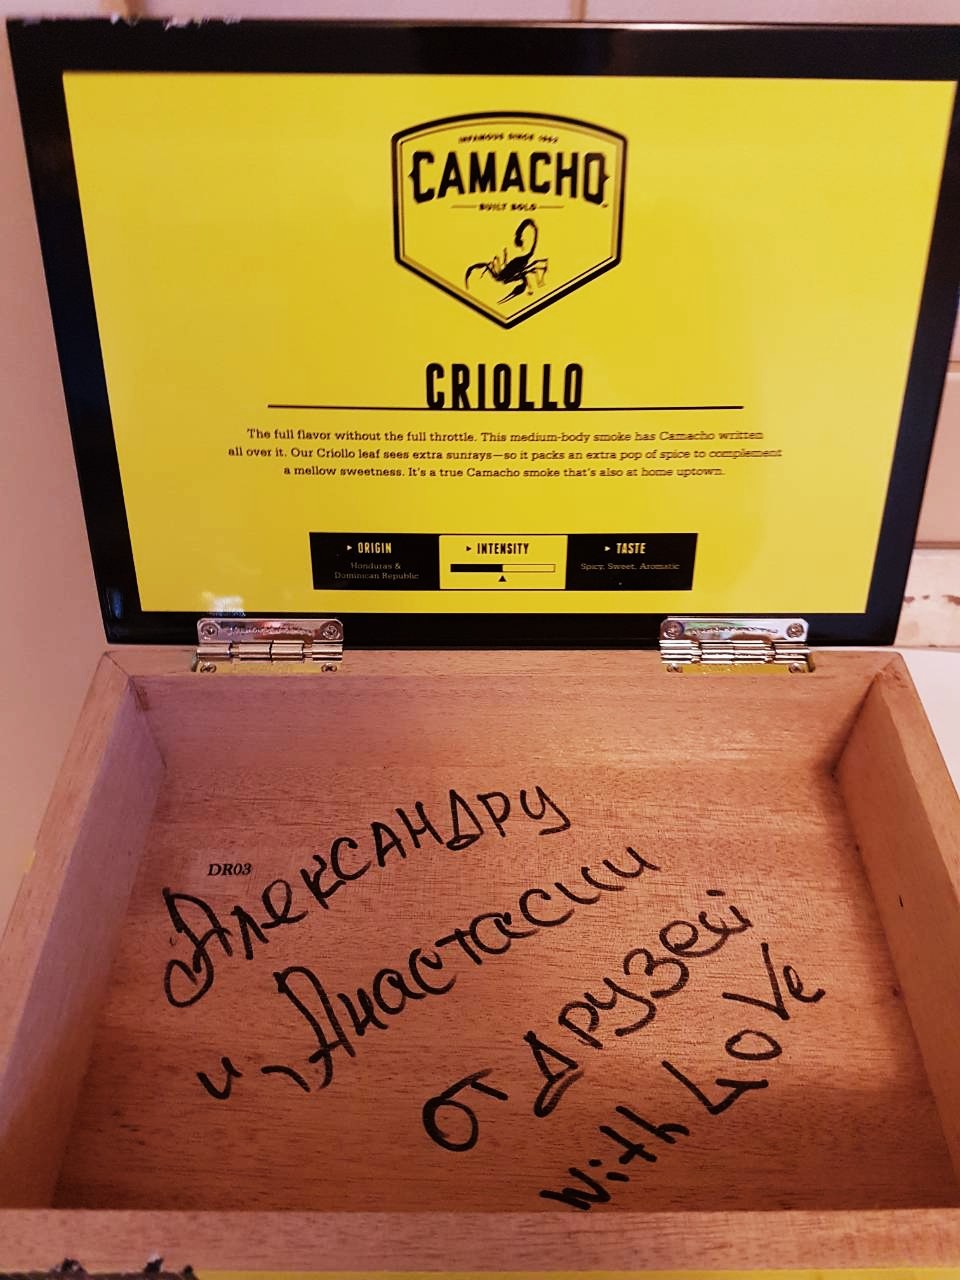 INFAMOUS SINCE 1962
CAMACHO
BUILT BOLD
CRIOLLO
The full flavor without the full throttle. This medium-body smoke has Camacho written
all over it. Our Criollo leaf sees extra sunrays—so it packs an extra pop of spice to complement
a mellow sweetness. It's a true Camacho smoke that's also at home uptown.
▸ ORIGIN
Honduras &
Dominican Republic
▸ INTENSITY
▸ TASTE
Spicy, Sweet, Aromatic
DR03
Александру
и Анастасии
от друзей
with Love